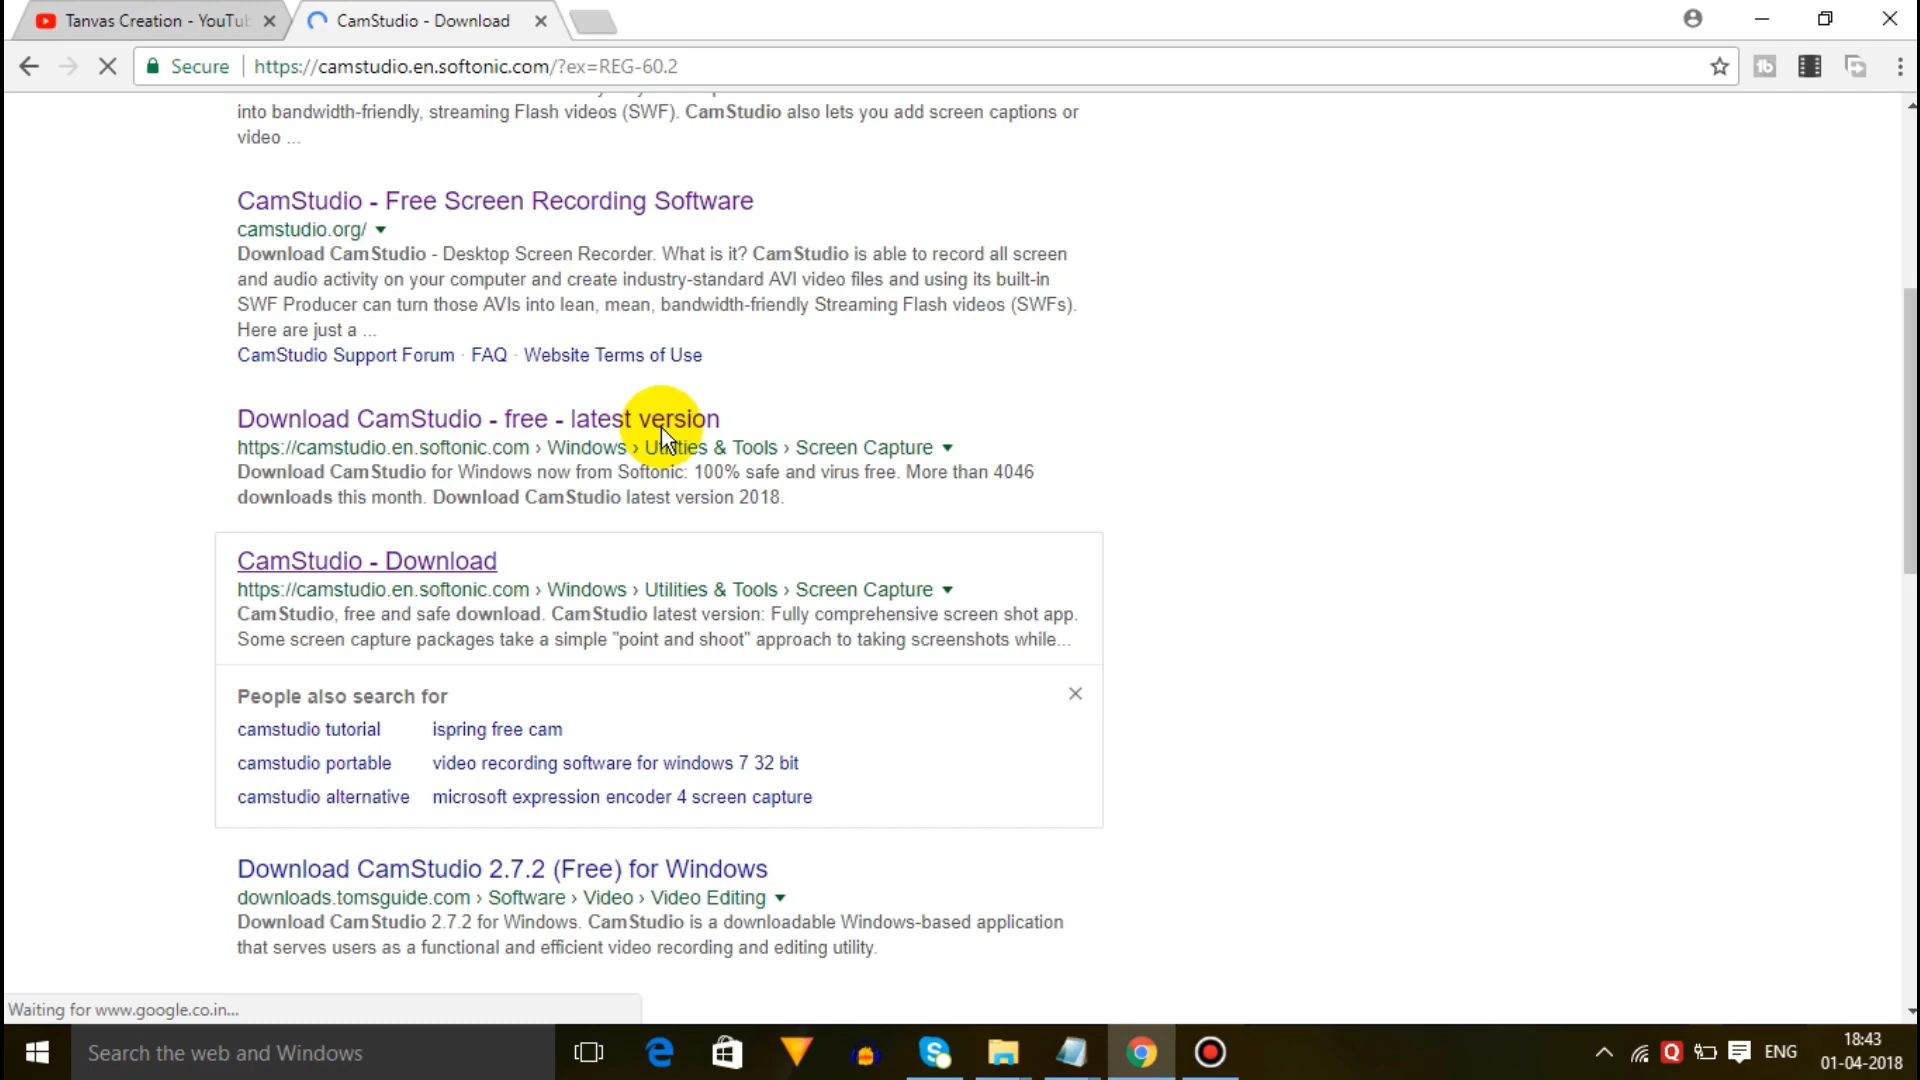 Tanvas Creation - YouTu
CamStudio - Download
Secure
https://camstudio.en.softonic.com/?ex=REG-60.2
into bandwidth-friendly, streaming Flash videos (SWF). CamStudio also lets you add screen captions or
video ...
CamStudio - Free Screen Recording Software
camstudio.org/
Download CamStudio - Desktop Screen Recorder. What is it? CamStudio is able to record all screen
and audio activity on your computer and create industry-standard AVI video files and using its built-in
SWF Producer can turn those AVIs into lean, mean, bandwidth-friendly Streaming Flash videos (SWFs).
Here are just a ...
CamStudio Support Forum · FAQ · Website Terms of Use
Download CamStudio - free - latest version
https://camstudio.en.softonic.com › Windows › Utilities & Tools › Screen Capture
Download CamStudio for Windows now from Softonic: 100% safe and virus free. More than 4046
downloads this month. Download CamStudio latest version 2018.
CamStudio - Download
https://camstudio.en.softonic.com › Windows › Utilities & Tools › Screen Capture
CamStudio, free and safe download. CamStudio latest version: Fully comprehensive screen shot app.
Some screen capture packages take a simple "point and shoot" approach to taking screenshots while...
People also search for
camstudio tutorial
ispring free cam
camstudio portable
video recording software for windows 7 32 bit
camstudio alternative
microsoft expression encoder 4 screen capture
Download CamStudio 2.7.2 (Free) for Windows
downloads.tomsguide.com › Software › Video › Video Editing
Download CamStudio 2.7.2 for Windows. CamStudio is a downloadable Windows-based application
that serves users as a functional and efficient video recording and editing utility.
Waiting for www.google.co.in...
Search the web and Windows
ENG
18:43
01-04-2018